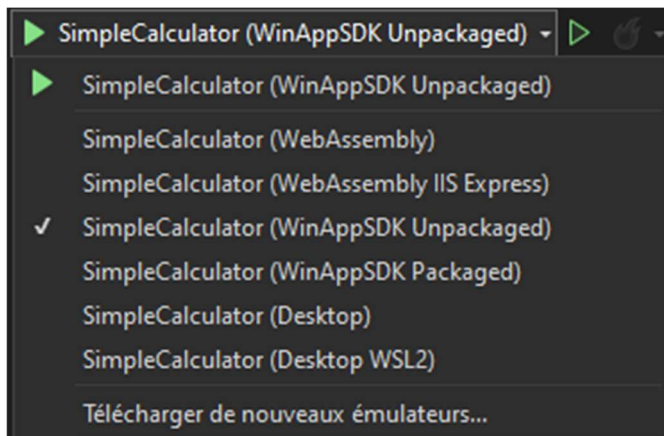 SimpleCalculator (WinAppSDK Unpackaged)
SimpleCalculator (WinAppSDK Unpackaged)
SimpleCalculator (WebAssembly)
SimpleCalculator (WebAssembly IIS Express)
SimpleCalculator (WinAppSDK Unpackaged)
SimpleCalculator (WinAppSDK Packaged)
SimpleCalculator (Desktop)
SimpleCalculator (Desktop WSL2)
Télécharger de nouveaux émulateurs...